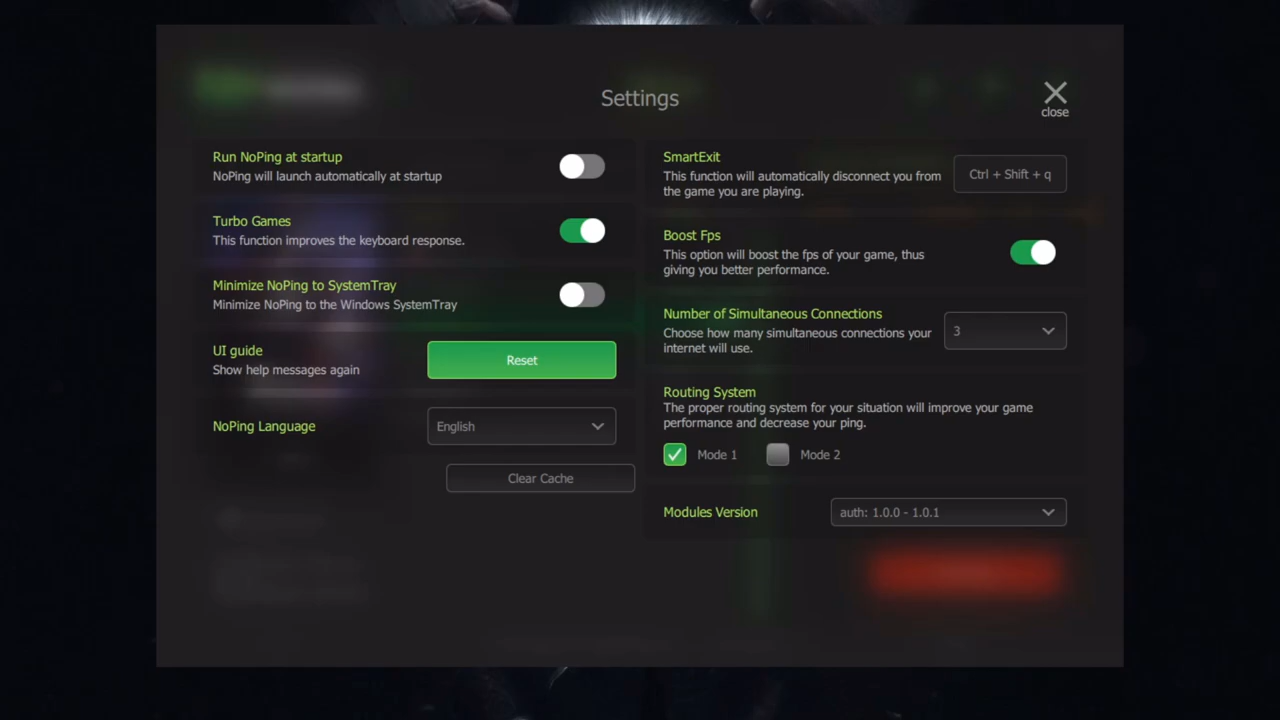 Settings
close
Run NoPing at startup
NoPing will launch automatically at startup
Turbo Games
This function improves the keyboard response.
Minimize NoPing to SystemTray
Minimize NoPing to the Windows SystemTray
UI guide
Show help messages again
Reset
NoPing Language
English
Clear Cache
SmartExit
This function will automatically disconnect you from
the game you are playing.
Ctrl + Shift + q
Boost Fps
This option will boost the fps of your game, thus
giving you better performance.
Number of Simultaneous Connections
Choose how many simultaneous connections your
internet will use.
3
Routing System
The proper routing system for your situation will improve your game
performance and decrease your ping.
Mode 1
Mode 2
Modules Version
auth: 1.0.0 - 1.0.1